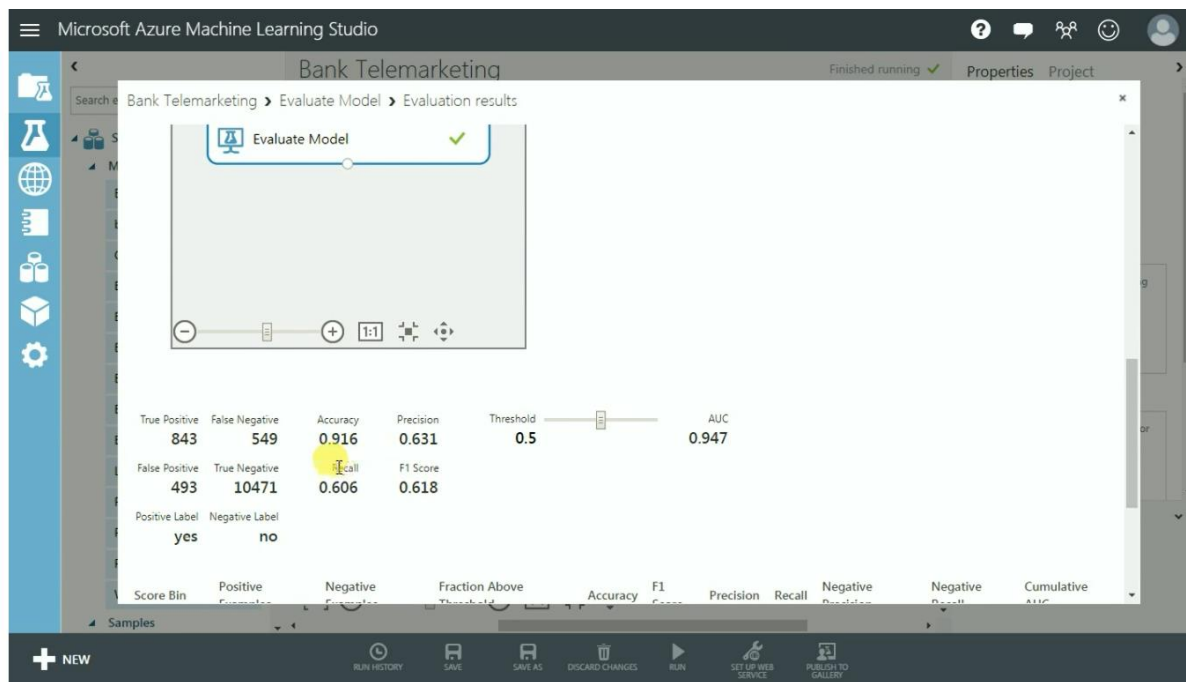 Microsoft Azure Machine Learning Studio
Bank Telemarketing
Finished running
Properties Project
Search e
Bank Telemarketing > Evaluate Model > Evaluation results
Evaluate Model
1:1
True Positive False Negative Accuracy Precision Threshold AUC
843 549 0.916 0.631 0.5 0.947
False Positive True Negative Recall F1 Score
493 10471 0.606 0.618
Positive Label Negative Label
yes no
Score Bin Positive Negative Fraction Above Accuracy F1 Precision Recall Negative Negative Cumulative
Samples
NEW
RUN HISTORY SAVE SAVE AS DISCARD CHANGES RUN SET UP WEB SERVICE PUBLISH TO GALLERY